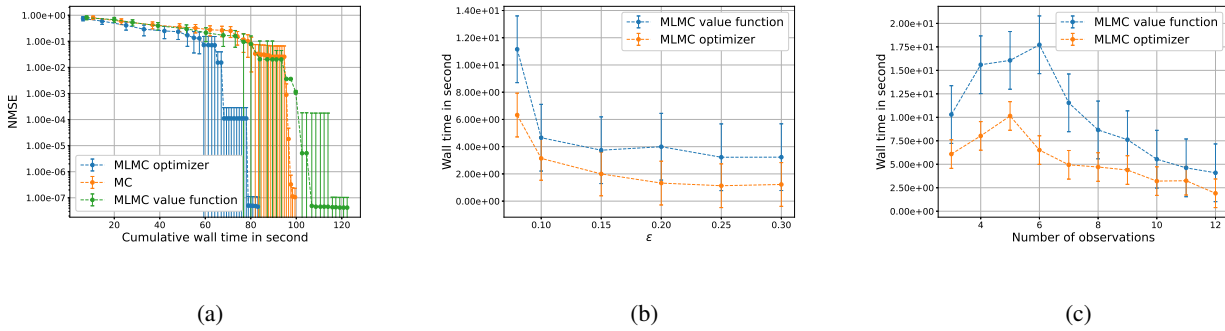 1.00e+00
1.00e-01
1.00e-02
1.00e-03
1.00e-04
1.00e-05
1.00e-06
1.00e-07
NMSE
MLMC optimizer
MC
MLMC value function
20 40 60 80 100 120
Cumulative wall time in second
(a)
1.40e+01
1.20e+01
1.00e+01
8.00e+00
6.00e+00
4.00e+00
2.00e+00
0.00e+00
Wall time in second
MLMC value function
MLMC optimizer
0.10 0.15 0.20 0.25 0.30
ε
(b)
2.00e+01
1.75e+01
1.50e+01
1.25e+01
1.00e+01
7.50e+00
5.00e+00
2.50e+00
0.00e+00
Wall time in second
MLMC value function
MLMC optimizer
4 6 8 10 12
Number of observations
(c)